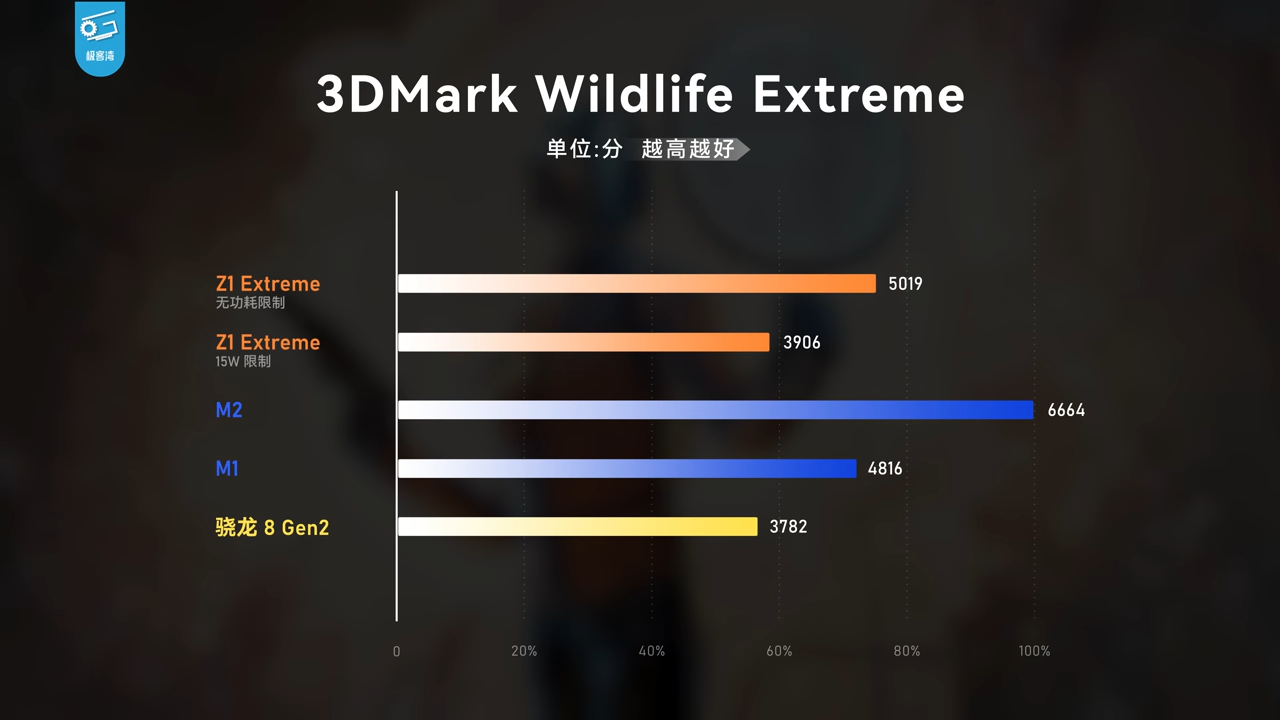 极客湾
3DMark Wildlife Extreme
单位:分 越高越好
Z1 Extreme 5019
无功耗限制
Z1 Extreme 3906
15W 限制
M2 6664
M1 4816
骁龙 8 Gen2 3782
0 20% 40% 60% 80% 100%